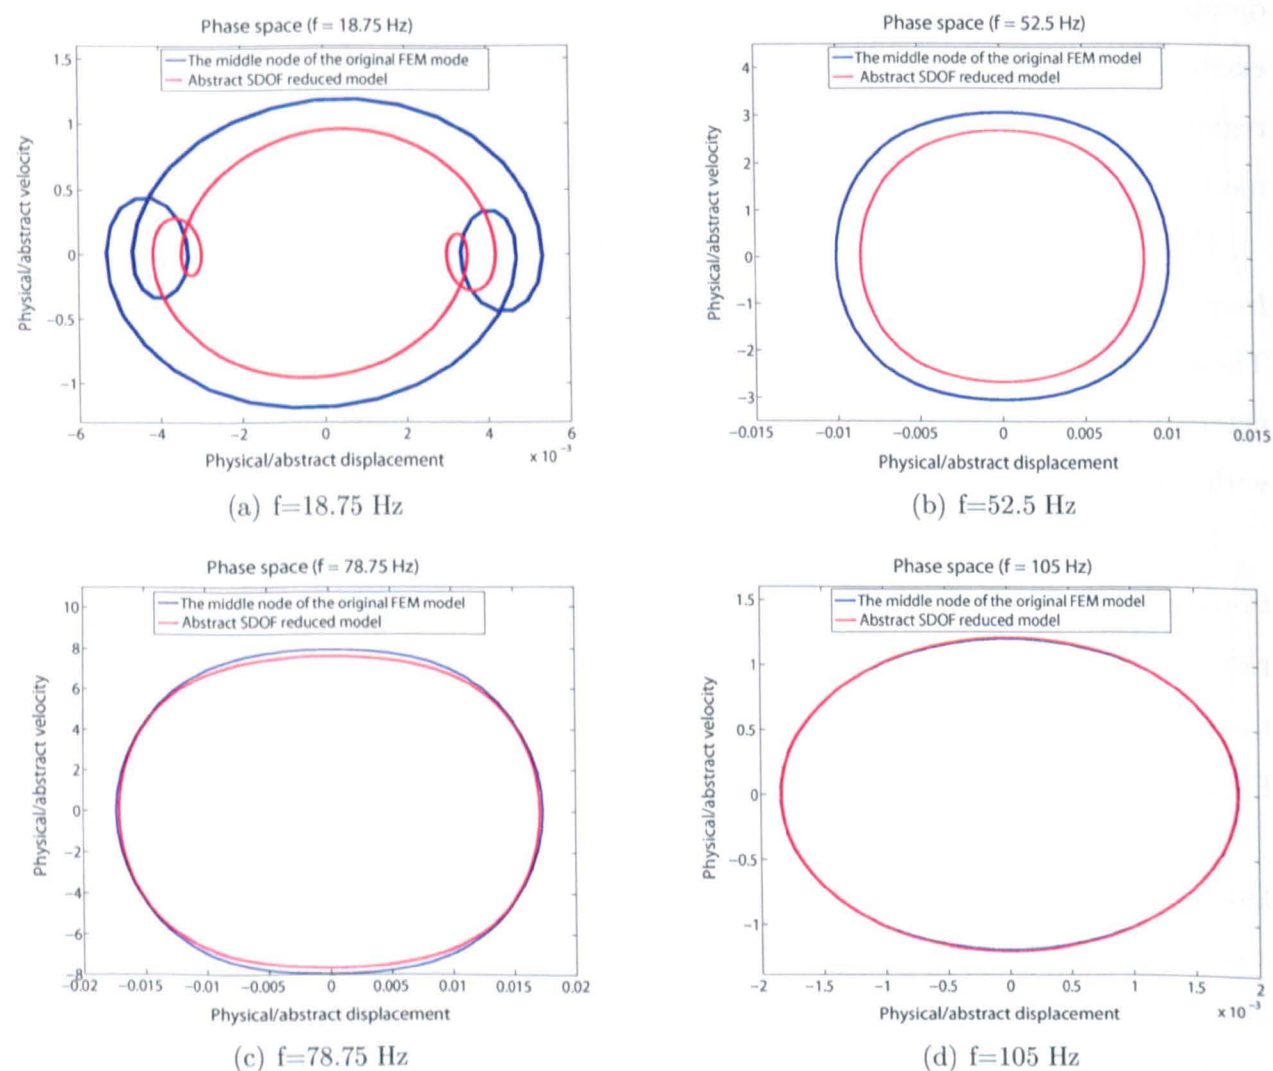 Phase space (f = 18.75 Hz)
The middle node of the original FEM mode
Abstract SDOF reduced model
1.5
1
0.5
0
−0.5
−1
Physical/abstract velocity
−6 −4 −2 0 2 4 6
x 10⁻³
Physical/abstract displacement
(a) f=18.75 Hz
Phase space (f = 52.5 Hz)
The middle node of the original FEM model
Abstract SDOF reduced model
4
3
2
1
0
−1
−2
−3
Physical/abstract velocity
−0.015 −0.01 −0.005 0 0.005 0.01 0.015
Physical/abstract displacement
(b) f=52.5 Hz
Phase space (f = 78.75 Hz)
The middle node of the original FEM model
Abstract SDOF reduced model
10
8
6
4
2
0
−2
−4
−6
−8
Physical/abstract velocity
−0.02 −0.015 −0.01 −0.005 0 0.005 0.01 0.015 0.02
Physical/abstract displacement
(c) f=78.75 Hz
Phase space (f = 105 Hz)
The middle node of the original FEM model
Abstract SDOF reduced model
1.5
1
0.5
0
−0.5
−1
Physical/abstract velocity
−2 −1.5 −1 −0.5 0 0.5 1 1.5 2
x 10⁻³
Physical/abstract displacement
(d) f=105 Hz